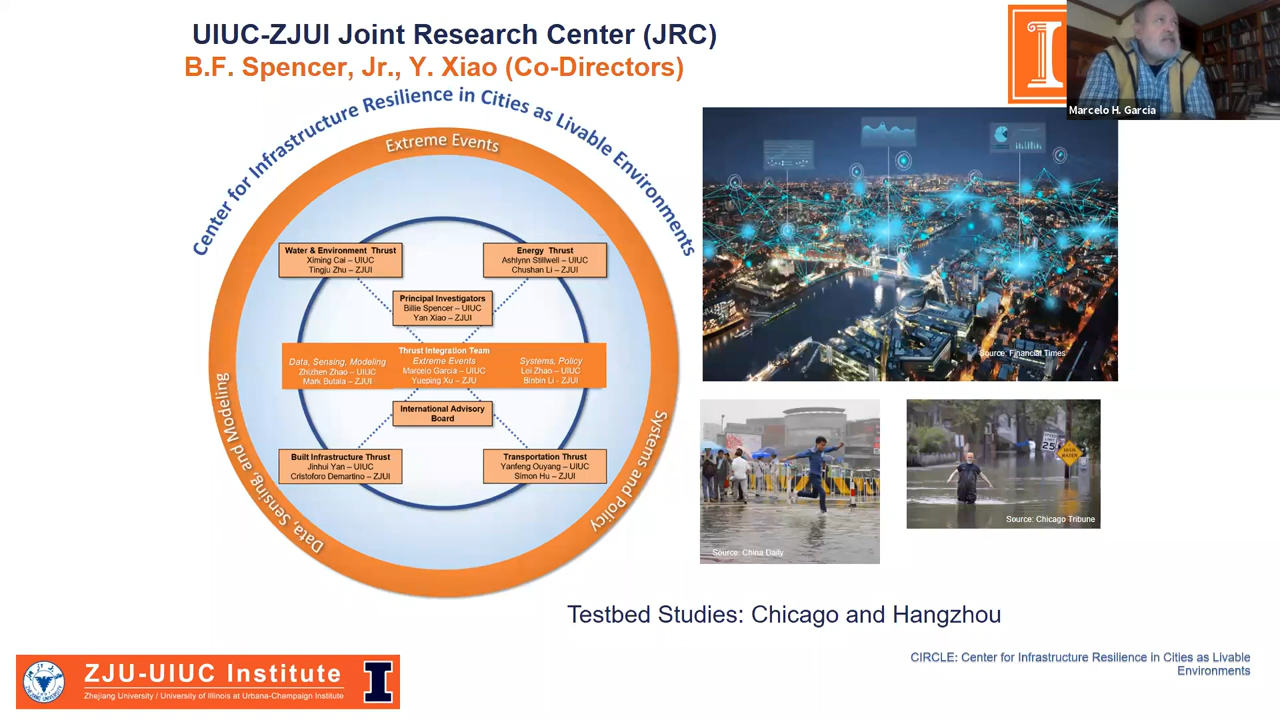 UIUC-ZJUI Joint Research Center (JRC)
B.F. Spencer, Jr., Y. Xiao (Co-Directors)
Center for Infrastructure Resilience in Cities as Livable Environments
Extreme Events
Marcelo H. Garcia
Water & Environment Thrust
Ximing Cai – UIUC
Tingju Zhu – ZJUI
Energy Thrust
Ashlynn Stillwell – UIUC
Chushan Li – ZJUI
Principal Investigators
Billie Spencer – UIUC
Yan Xiao – ZJUI
Thrust Integration Team
Data, Sensing, Modeling
Zhizhen Zhao – UIUC
Mark Butala – ZJUI
Extreme Events
Marcelo Garcia – UIUC
Yueping Xu – ZJU
Systems, Policy
Lei Zhao – UIUC
Binbin Li - ZJUI
International Advisory
Board
Built Infrastructure Thrust
Jinhui Yan – UIUC
Cristoforo Demartino – ZJUI
Transportation Thrust
Yanfeng Ouyang – UIUC
Simon Hu – ZJUI
Data, Sensing, and Modeling
Systems and Policy
Source: Financial Times
Source: China Daily
SPEED
LIMIT
25
HIGH
WATER
Source: Chicago Tribune
Testbed Studies: Chicago and Hangzhou
CIRCLE: Center for Infrastructure Resilience in Cities as Livable
Environments
ZJU-UIUC Institute
Zhejiang University / University of Illinois at Urbana-Champaign Institute